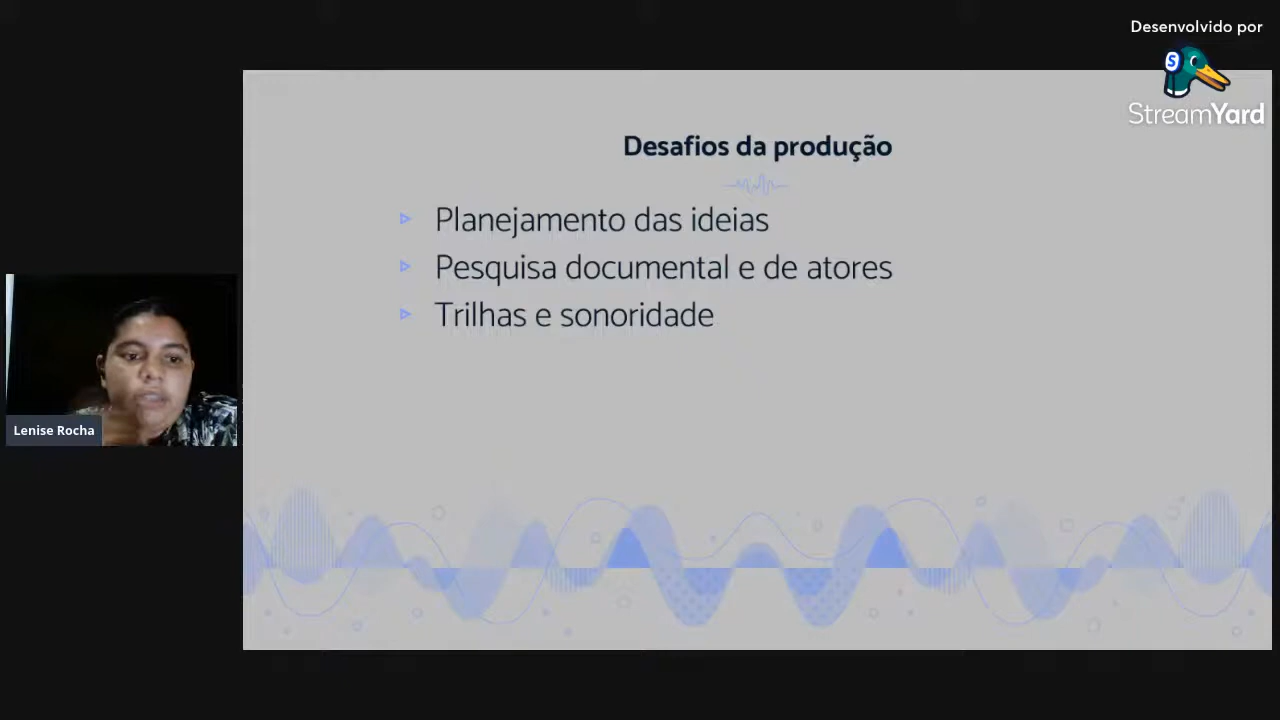 Desenvolvido por
StreamYard
Desafios da produção
Planejamento das ideias
Pesquisa documental e de atores
Trilhas e sonoridade
Lenise Rocha